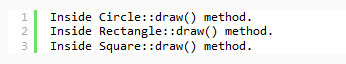 1 Inside Circle::draw() method.
2 Inside Rectangle::draw() method.
3 Inside Square::draw() method.